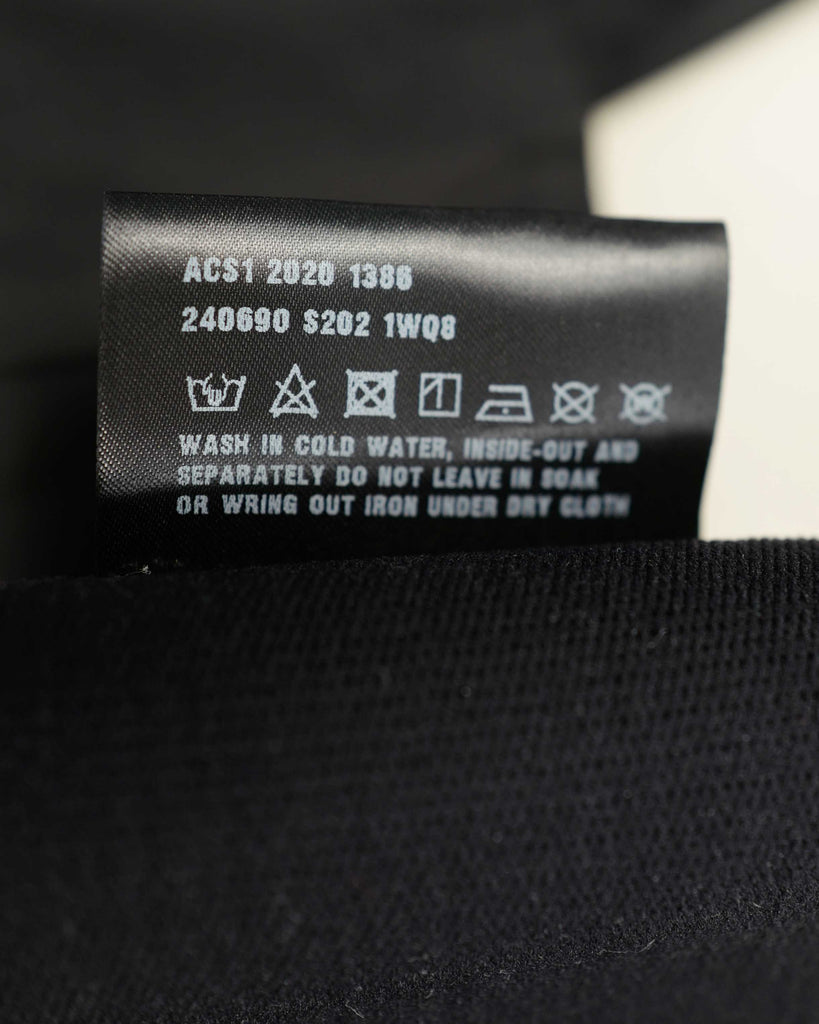 ACS1 2020 1386
240690 S202 1WQ8
WASH IN COLD WATER, INSIDE-OUT AND
SEPARATELY DO NOT LEAVE IN SOAK
OR WRING OUT IRON UNDER DRY CLOTH